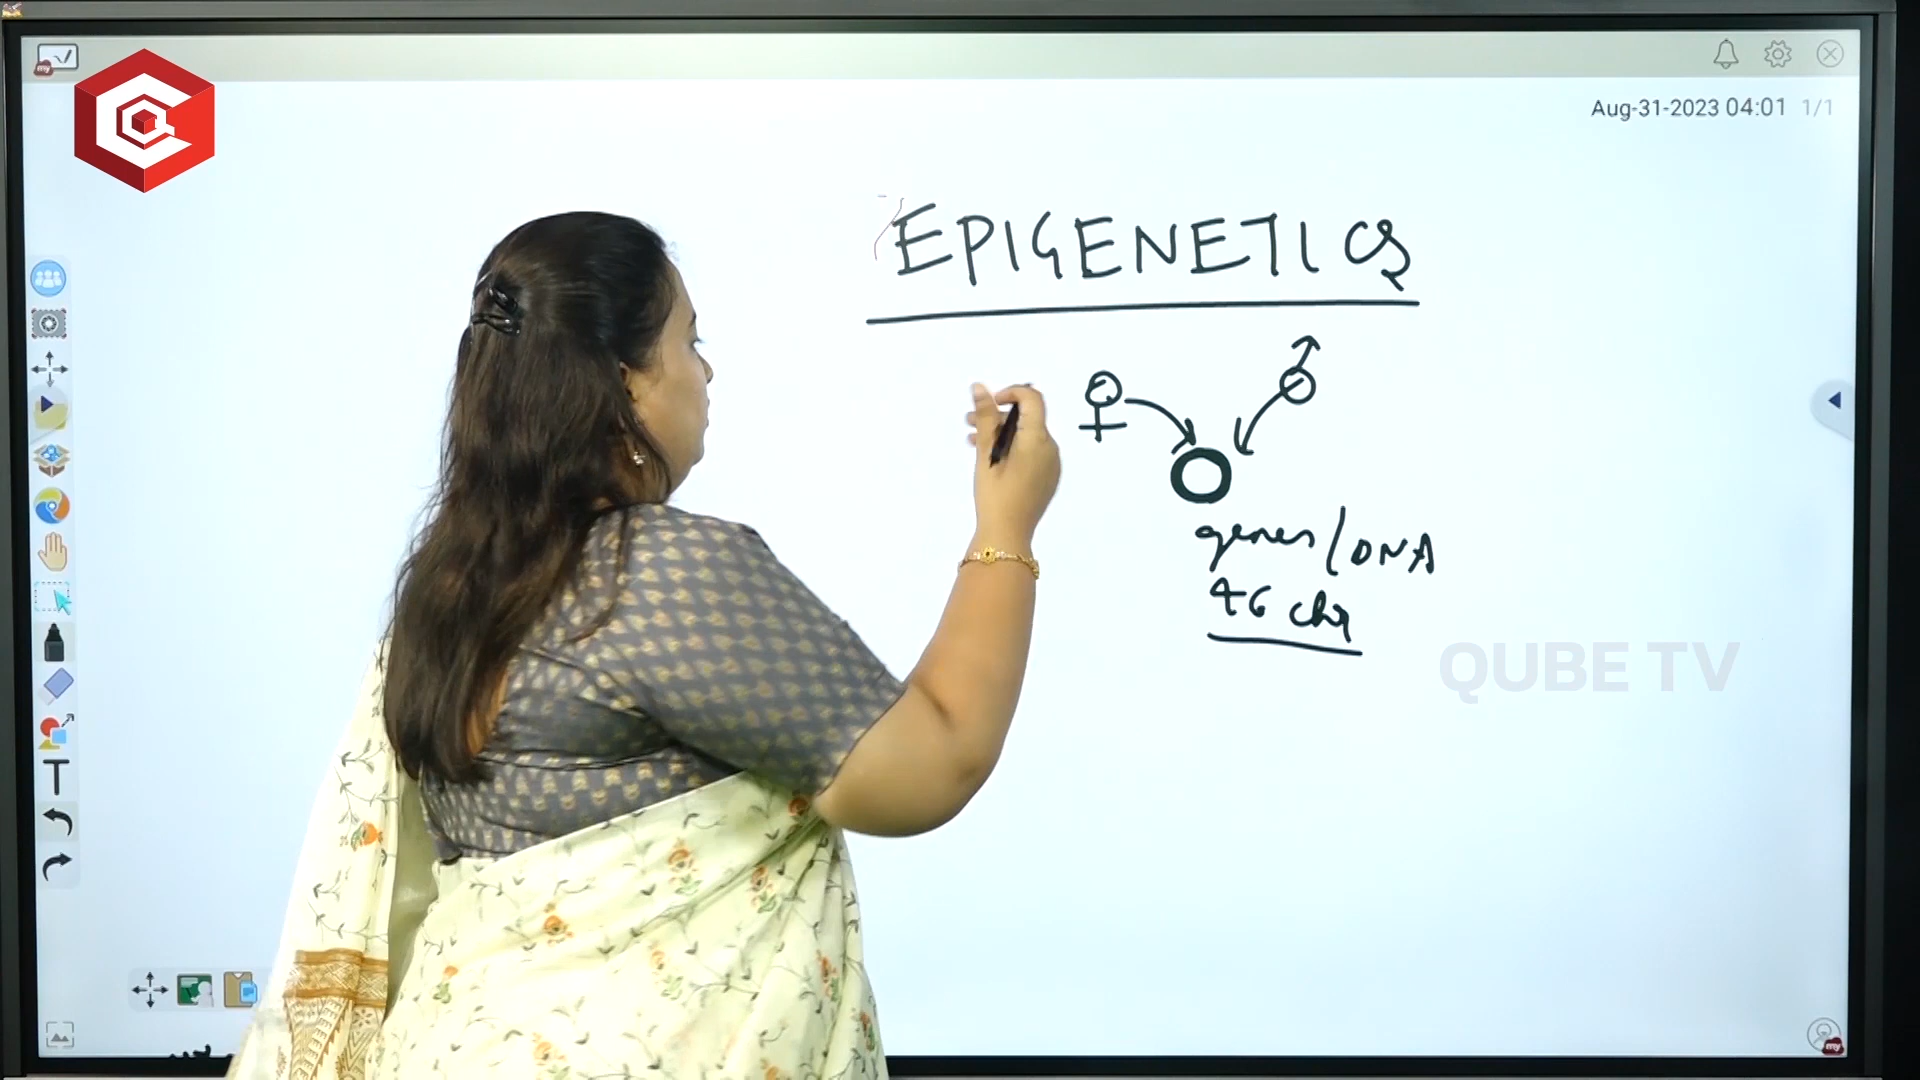 Aug-31-2023 04:01 1/1
EPIGENETICS
genes/DNA
46 chr
QUBE TV